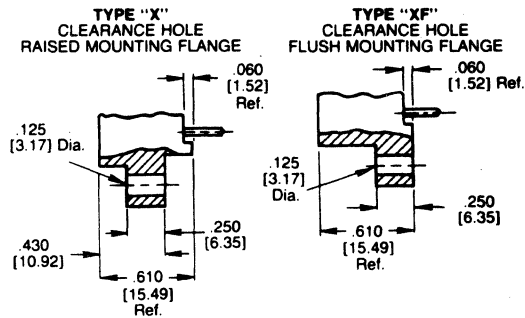 TYPE "X"
CLEARANCE HOLE
RAISED MOUNTING FLANGE
.060
[1.52]
Ref.
.125
[3.17] Dia.
.250
[6.35]
.430
[10.92]
.610
[15.49]
Ref.
TYPE "XF"
CLEARANCE HOLE
FLUSH MOUNTING FLANGE
.060
[1.52] Ref.
.125
[3.17]
Dia.
.250
[6.35]
.610
[15.49]
Ref.